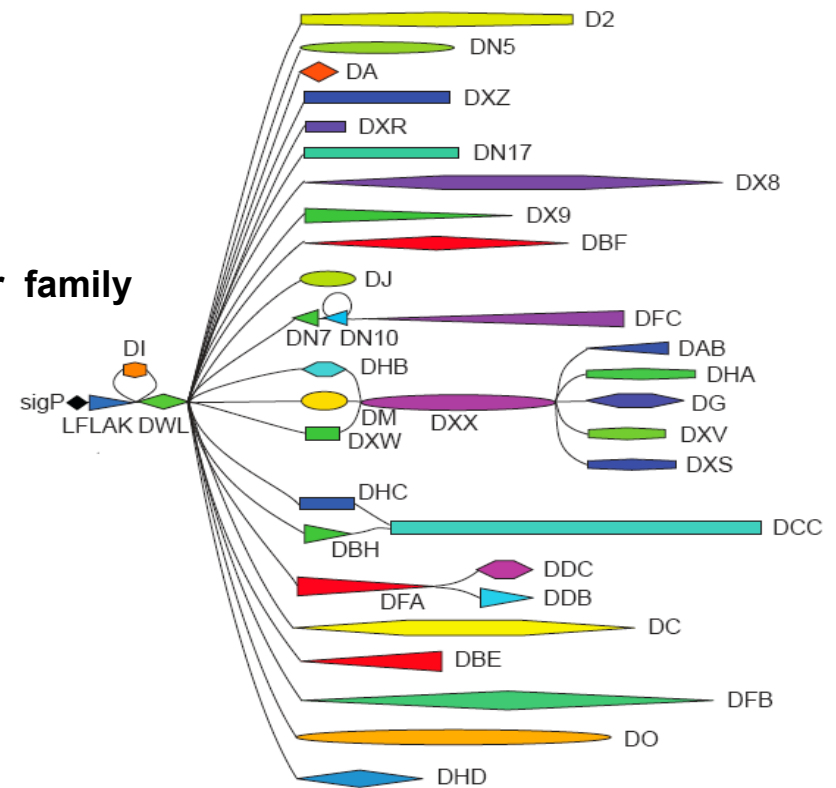 D2
DN5
DA
DXZ
DXR
DN17
DX8
DX9
DBF
family
DJ
DFC
DN7 DN10
DI
DAB
DHB
DHA
sigP
DG
DM
DXX
LFLAK DWL
DXV
DXW
DXS
DHC
DCC
DBH
DDC
DFA
DDB
DC
DBE
DFB
DO
DHD